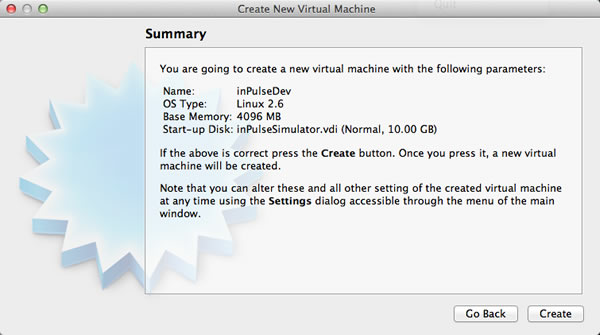 Create New Virtual Machine
Quit
Summary
You are going to create a new virtual machine with the following parameters:
Name: inPulseDev
OS Type: Linux 2.6
Base Memory: 4096 MB
Start-up Disk: inPulseSimulator.vdi (Normal, 10.00 GB)
If the above is correct press the Create button. Once you press it, a new virtual
machine will be created.
Note that you can alter these and all other setting of the created virtual machine
at any time using the Settings dialog accessible through the menu of the main
window.
Go Back
Create